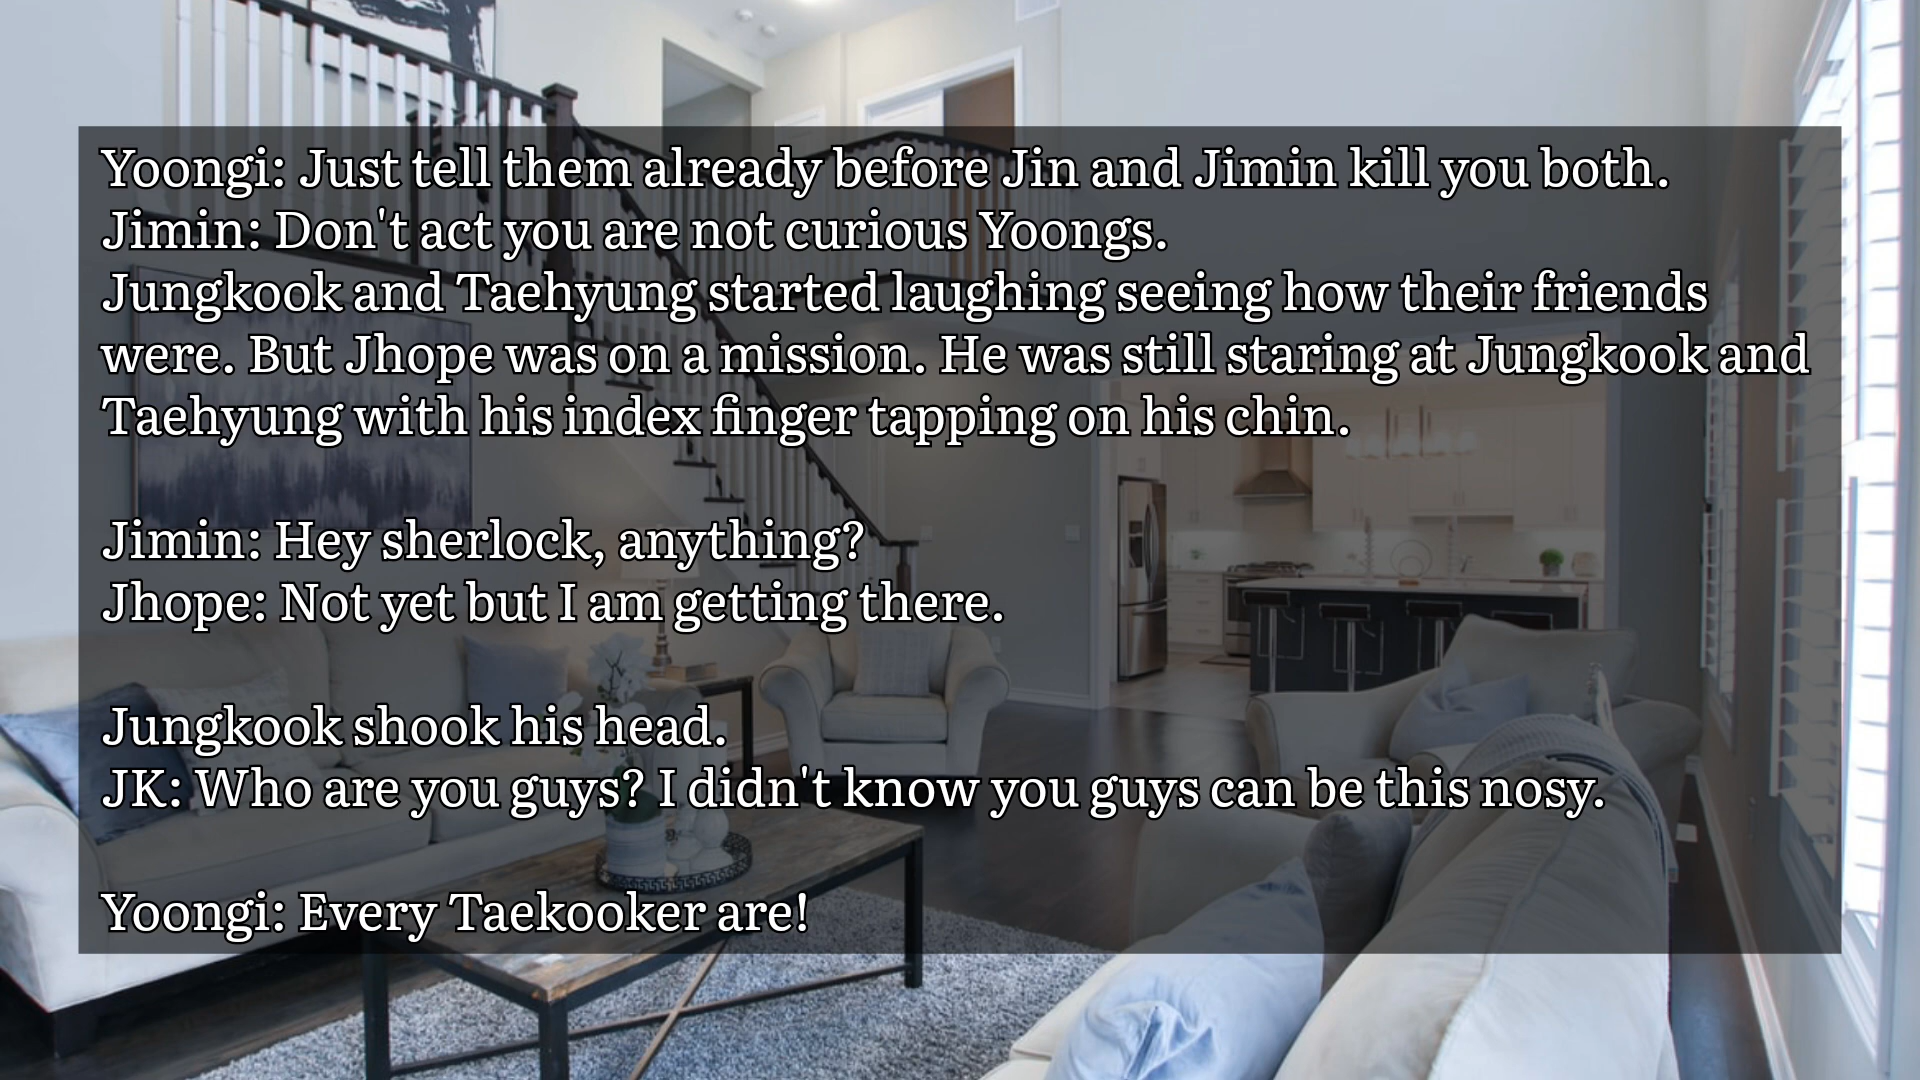 Yoongi: Just tell them already before Jin and Jimin kill you both.
Jimin: Don't act you are not curious Yoongs.
Jungkook and Taehyung started laughing seeing how their friends
were. But Jhope was on a mission. He was still staring at Jungkook and
Taehyung with his index finger tapping on his chin.
Jimin: Hey sherlock, anything?
Jhope: Not yet but I am getting there.
Jungkook shook his head.
JK: Who are you guys? I didn't know you guys can be this nosy.
Yoongi: Every Taekooker are!